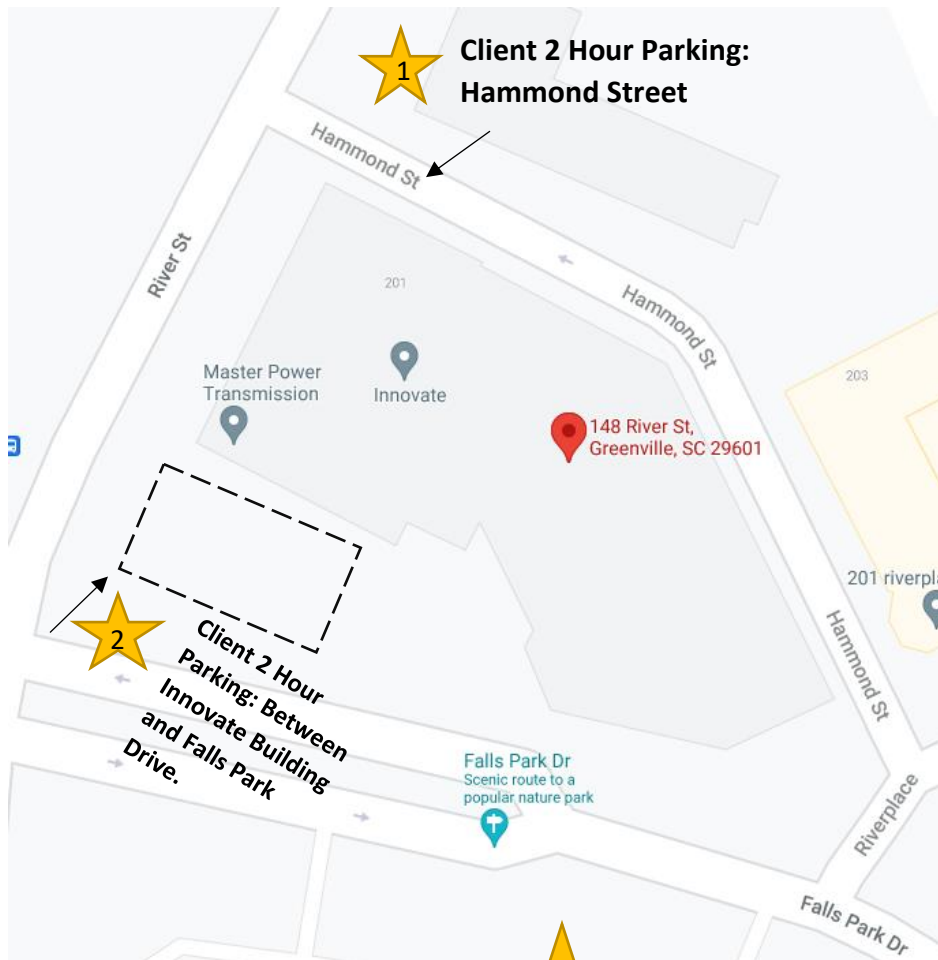 1
Client 2 Hour Parking:
Hammond Street
Hammond St
River St
201
Hammond St
Master Power
Transmission
Innovate
203
148 River St,
Greenville, SC 29601
201 riverpl
2
Client 2 Hour
Parking: Between
Innovate Building
and Falls Park
Drive.
Hammond St
Falls Park Dr
Scenic route to a
popular nature park
Riverplace
Falls Park Dr